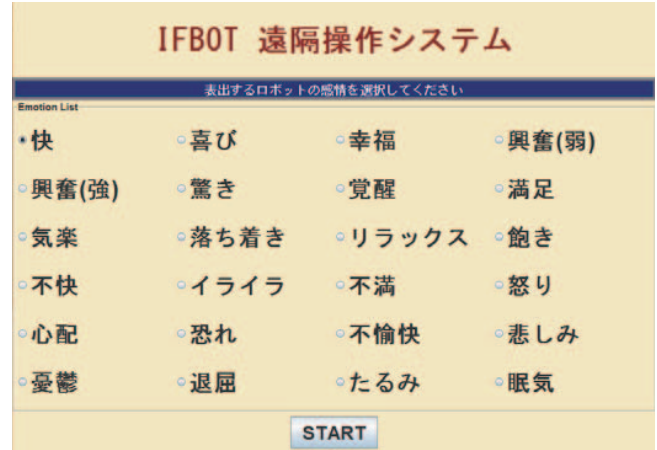 IFBOT 遠隔操作システム
表出するロボットの感情を選択してください
Emotion List
快 喜び 幸福 興奮(弱)
興奮(強) 驚き 覚醒 満足
気楽 落ち着き リラックス 飽き
不快 イライラ 不満 怒り
心配 恐れ 不愉快 悲しみ
憂鬱 退屈 たるみ 眠気
START